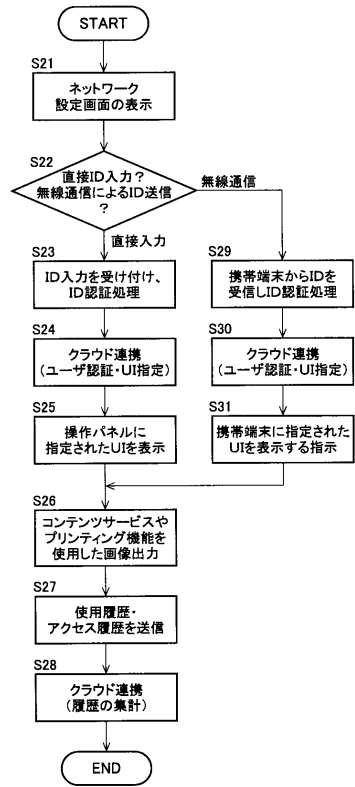 START
S21
ネットワーク
設定画面の表示
S22
直接ID入力?
無線通信によるID送信
?
無線通信
直接入力
S23
ID入力を受け付け、
ID認証処理
S24
クラウド連携
(ユーザ認証・UI指定)
S25
操作パネルに
指定されたUIを表示
S29
携帯端末からIDを
受信しID認証処理
S30
クラウド連携
(ユーザ認証・UI指定)
S31
携帯端末に指定された
UIを表示する指示
S26
コンテンツサービスや
プリンティング機能を
使用した画像出力
S27
使用履歴・
アクセス履歴を送信
S28
クラウド連携
(履歴の集計)
END